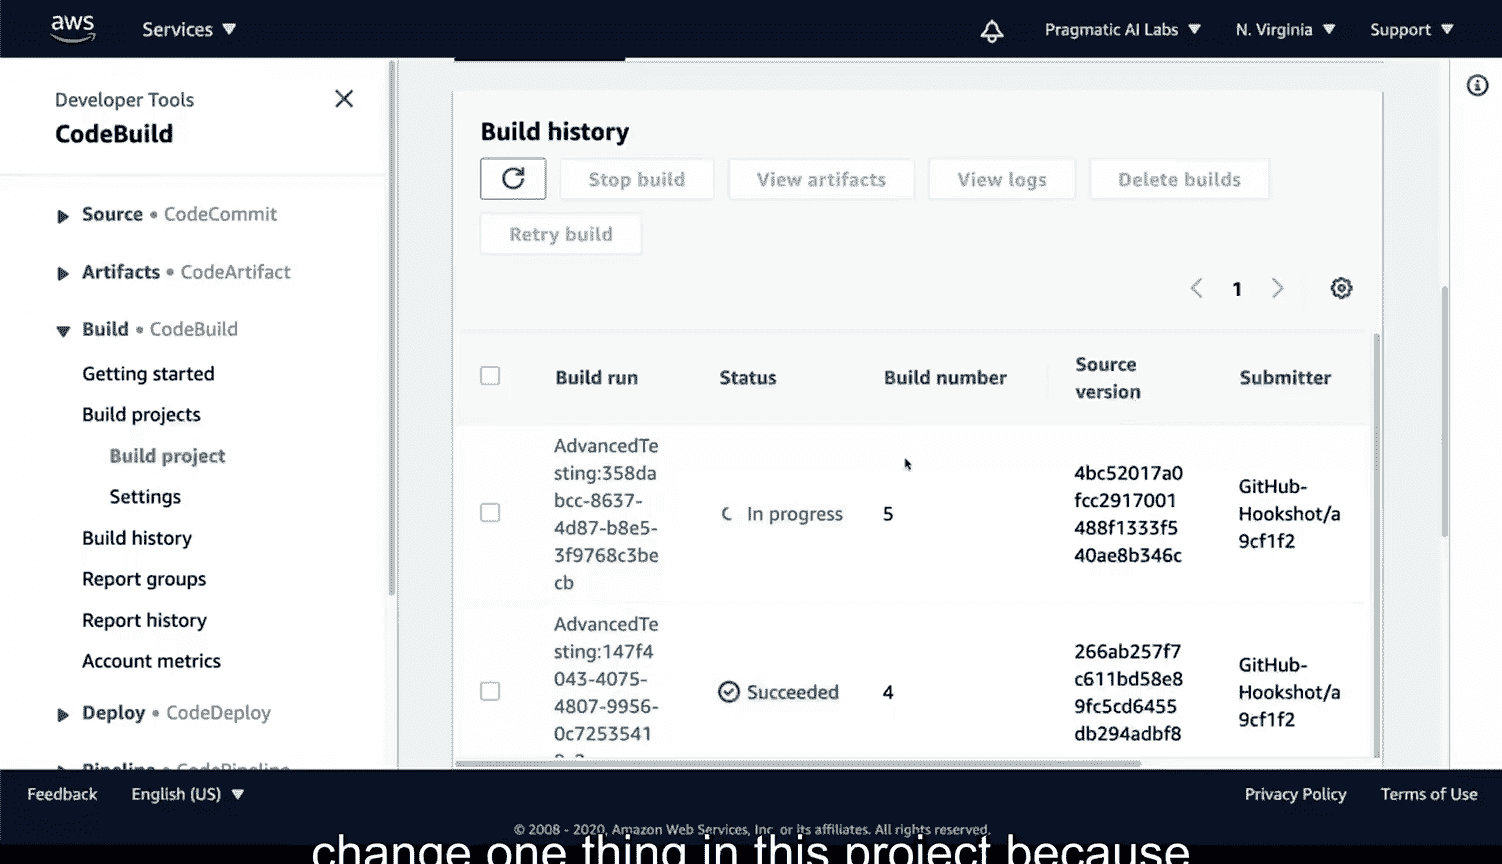 aws
Services
Pragmatic AI Labs
N. Virginia
Support
Developer Tools
CodeBuild
Source • CodeCommit
Artifacts • CodeArtifact
Build • CodeBuild
Getting started
Build projects
Build project
Settings
Build history
Report groups
Report history
Account metrics
Deploy • CodeDeploy
Pipeline • CodePipeline
Build history
Stop build
View artifacts
View logs
Delete builds
Retry build
1
Build run
Status
Build number
Source
version
Submitter
AdvancedTe
sting:358da
bcc-8637-
4d87-b8e5-
3f9768c3be
cb
In progress
5
4bc52017a0
fcc2917001
488f1333f5
40ae8b346c
GitHub-
Hookshot/a
9cf1f2
AdvancedTe
sting:147f4
043-4075-
4807-9956-
0c7253541
Succeeded
4
266ab257f7
c611bd58e8
9fc5cd6455
db294adbf8
GitHub-
Hookshot/a
9cf1f2
Feedback
English (US)
Privacy Policy
Terms of Use
© 2008 - 2020, Amazon Web Services, Inc. or its affiliates. All rights reserved.
change one thing in this project because